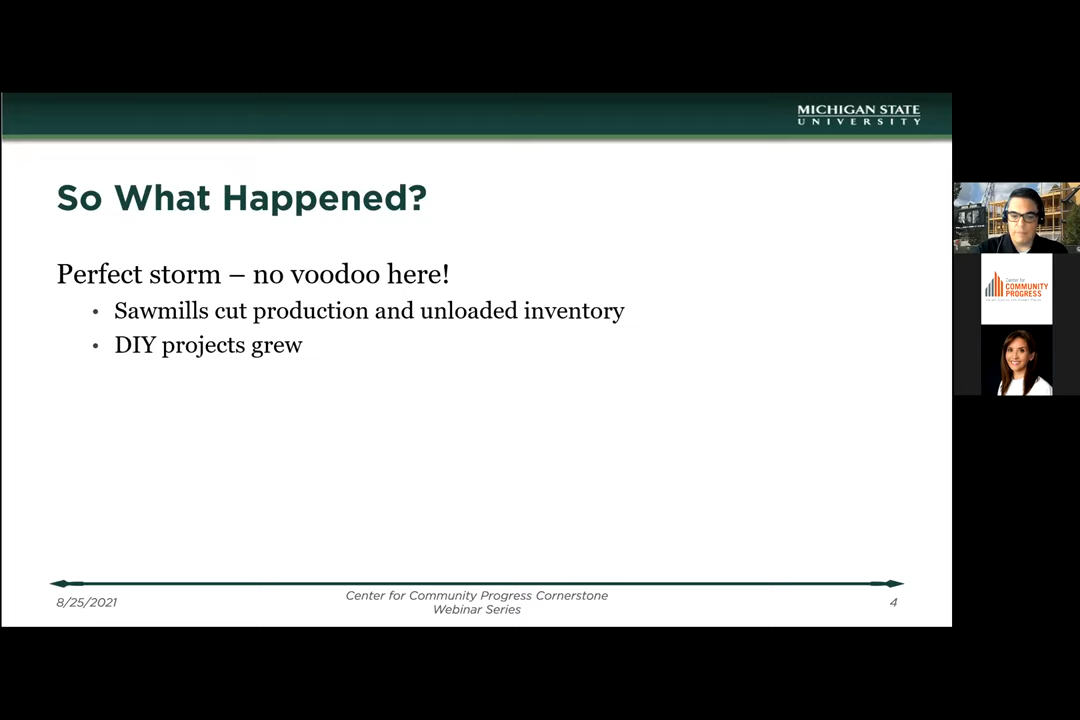 MICHIGAN STATE
UNIVERSITY
So What Happened?
Perfect storm – no voodoo here!
• Sawmills cut production and unloaded inventory
• DIY projects grew
8/25/2021
Center for Community Progress Cornerstone
Webinar Series
4
Center for
COMMUNITY
PROGRESS